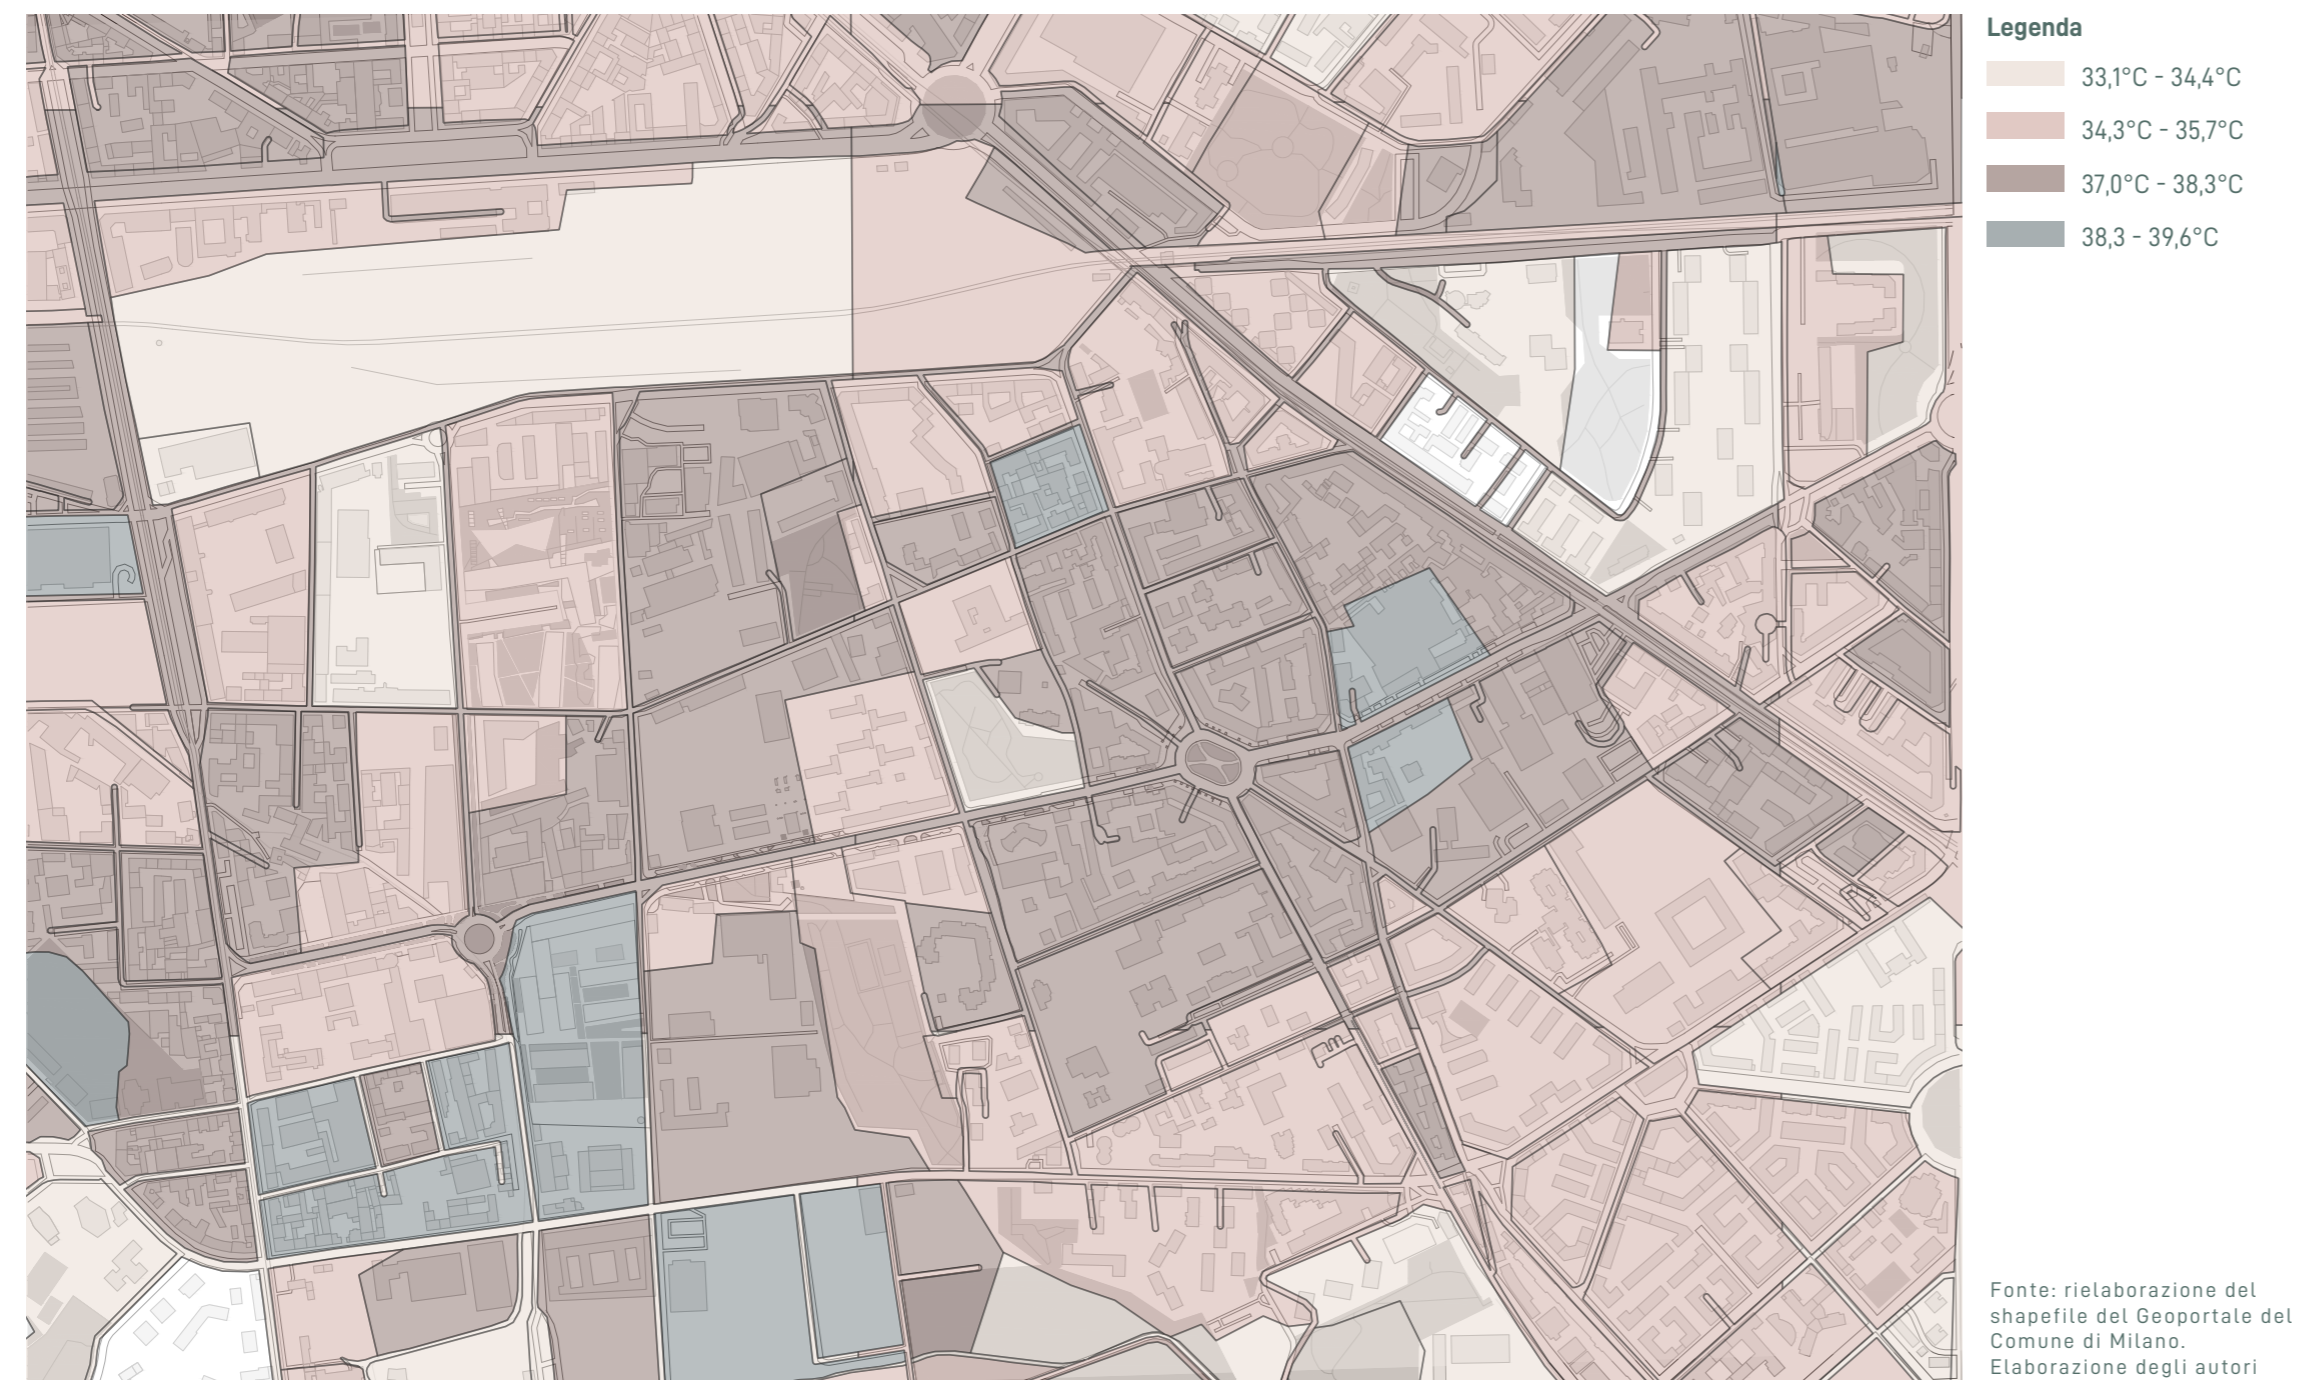 Legenda
33,1°C - 34,4°C
34,3°C - 35,7°C
37,0°C - 38,3°C
38,3 - 39,6°C
Fonte: rielaborazione del
shapefile del Geoportale del
Comune di Milano.
Elaborazione degli autori